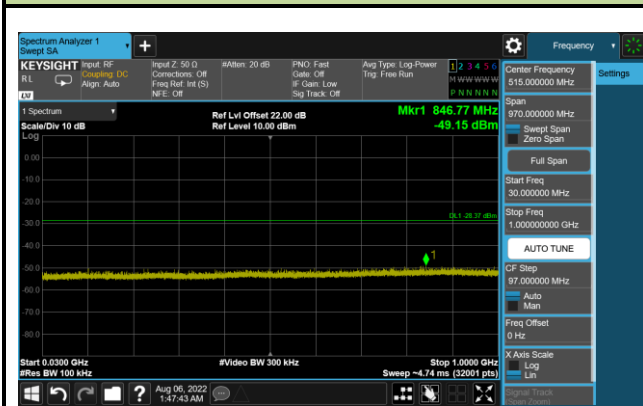 Spectrum Analyzer 1
Swept SA
Frequency
KEYSIGHT
Input: RF
Input Z: 50 Ω
#Atten: 20 dB
PNO: Fast
Avg Type: Log-Power
1 2 3 4 5 6
RL
Coupling: DC
Corrections: Off
Gate: Off
Trig: Free Run
M W W W W W
Align: Auto
Freq Ref: Int (S)
IF Gain: Low
P N N N N N
LXI
NFE: Off
Sig Track: Off
1 Spectrum
Ref Lvl Offset 22.00 dB
Mkr1 846.77 MHz
Scale/Div 10 dB
Ref Level 10.00 dBm
-49.15 dBm
Log
0.00
-10.0
-20.0
-30.0
DL1 -28.37 dBm
-40.0
1
-50.0
-60.0
-70.0
-80.0
Start 0.0300 GHz
#Video BW 300 kHz
Stop 1.0000 GHz
#Res BW 100 kHz
Sweep ~4.74 ms (32001 pts)
?
Aug 06, 2022
1:47:43 AM
Center Frequency
515.000000 MHz
Settings
Span
970.000000 MHz
Swept Span
Zero Span
Full Span
Start Freq
30.000000 MHz
Stop Freq
1.000000000 GHz
AUTO TUNE
CF Step
97.000000 MHz
Auto
Man
Freq Offset
0 Hz
X Axis Scale
Log
Lin
Signal Track
(Span Zoom)